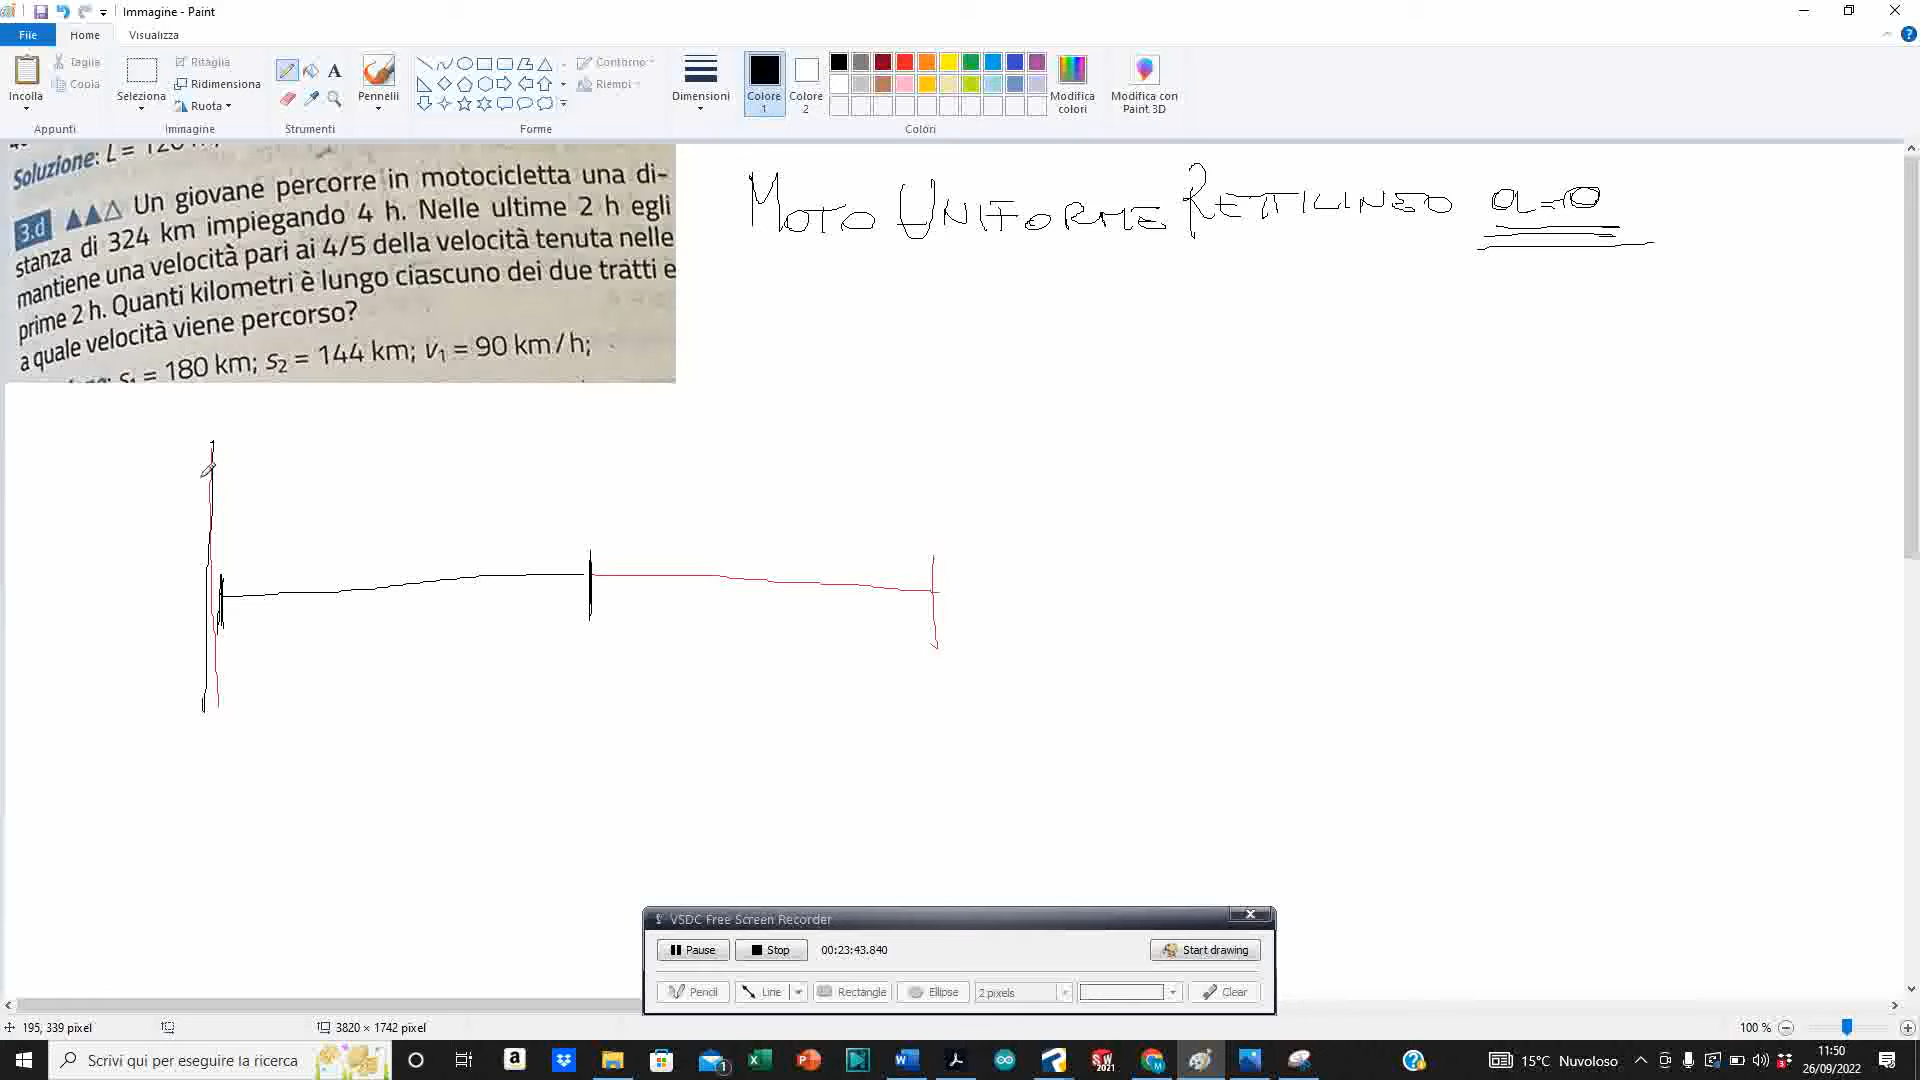 Immagine - Paint
File Home Visualizza
Incolla
Taglia
Copia
Appunti
Seleziona
Ritaglia
Ridimensiona
Ruota
Immagine
A
Strumenti
Pennelli
Contorno
Riempi
Forme
Dimensioni
Colore 1
Colore 2
Modifica colori
Modifica con Paint 3D
Colori
Soluzione: L = 120
3.d Un giovane percorre in motocicletta una di-
stanza di 324 km impiegando 4 h. Nelle ultime 2 h egli
mantiene una velocità pari ai 4/5 della velocità tenuta nelle
prime 2 h. Quanti kilometri è lungo ciascuno dei due tratti e
a quale velocità viene percorso?
s1 = 180 km; s2 = 144 km; v1 = 90 km/h;
MOTO UNIFORME RETTILINEO a=0
VSDC Free Screen Recorder
Pause Stop 00:23:43.840 Start drawing
Pencil Line Rectangle Ellipse 2 pixels Clear
195, 339 pixel 3820 × 1742 pixel 100 %
Scrivi qui per eseguire la ricerca
15°C Nuvoloso
11:50
26/09/2022